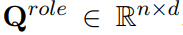 Q^{role} ∈ ℝ^{n×d}